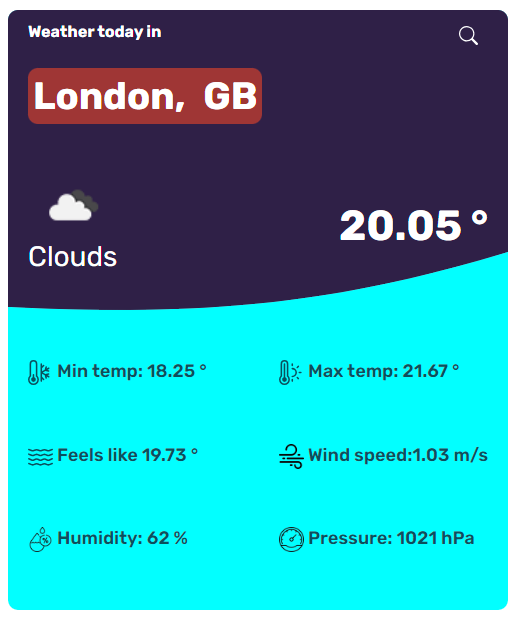 Weather today in
London, GB
20.05 °
Clouds
Min temp: 18.25 °
Max temp: 21.67 °
Feels like 19.73 °
Wind speed:1.03 m/s
Humidity: 62 %
Pressure: 1021 hPa